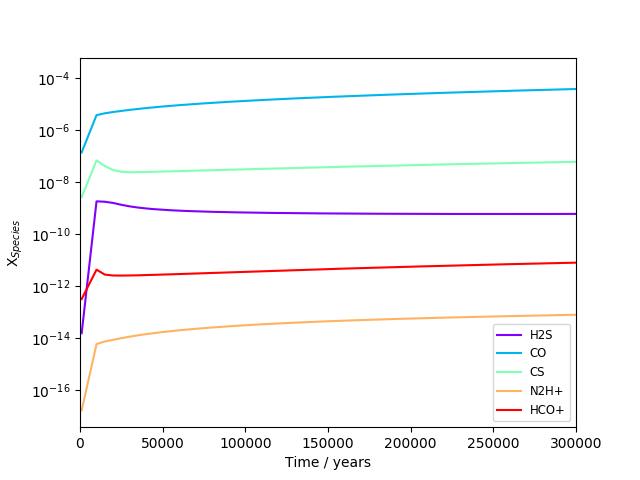 10⁻⁴
10⁻⁶
10⁻⁸
10⁻¹⁰
10⁻¹²
10⁻¹⁴
10⁻¹⁶
X_Species
H2S
CO
CS
N2H+
HCO+
0 50000 100000 150000 200000 250000 300000
Time / years